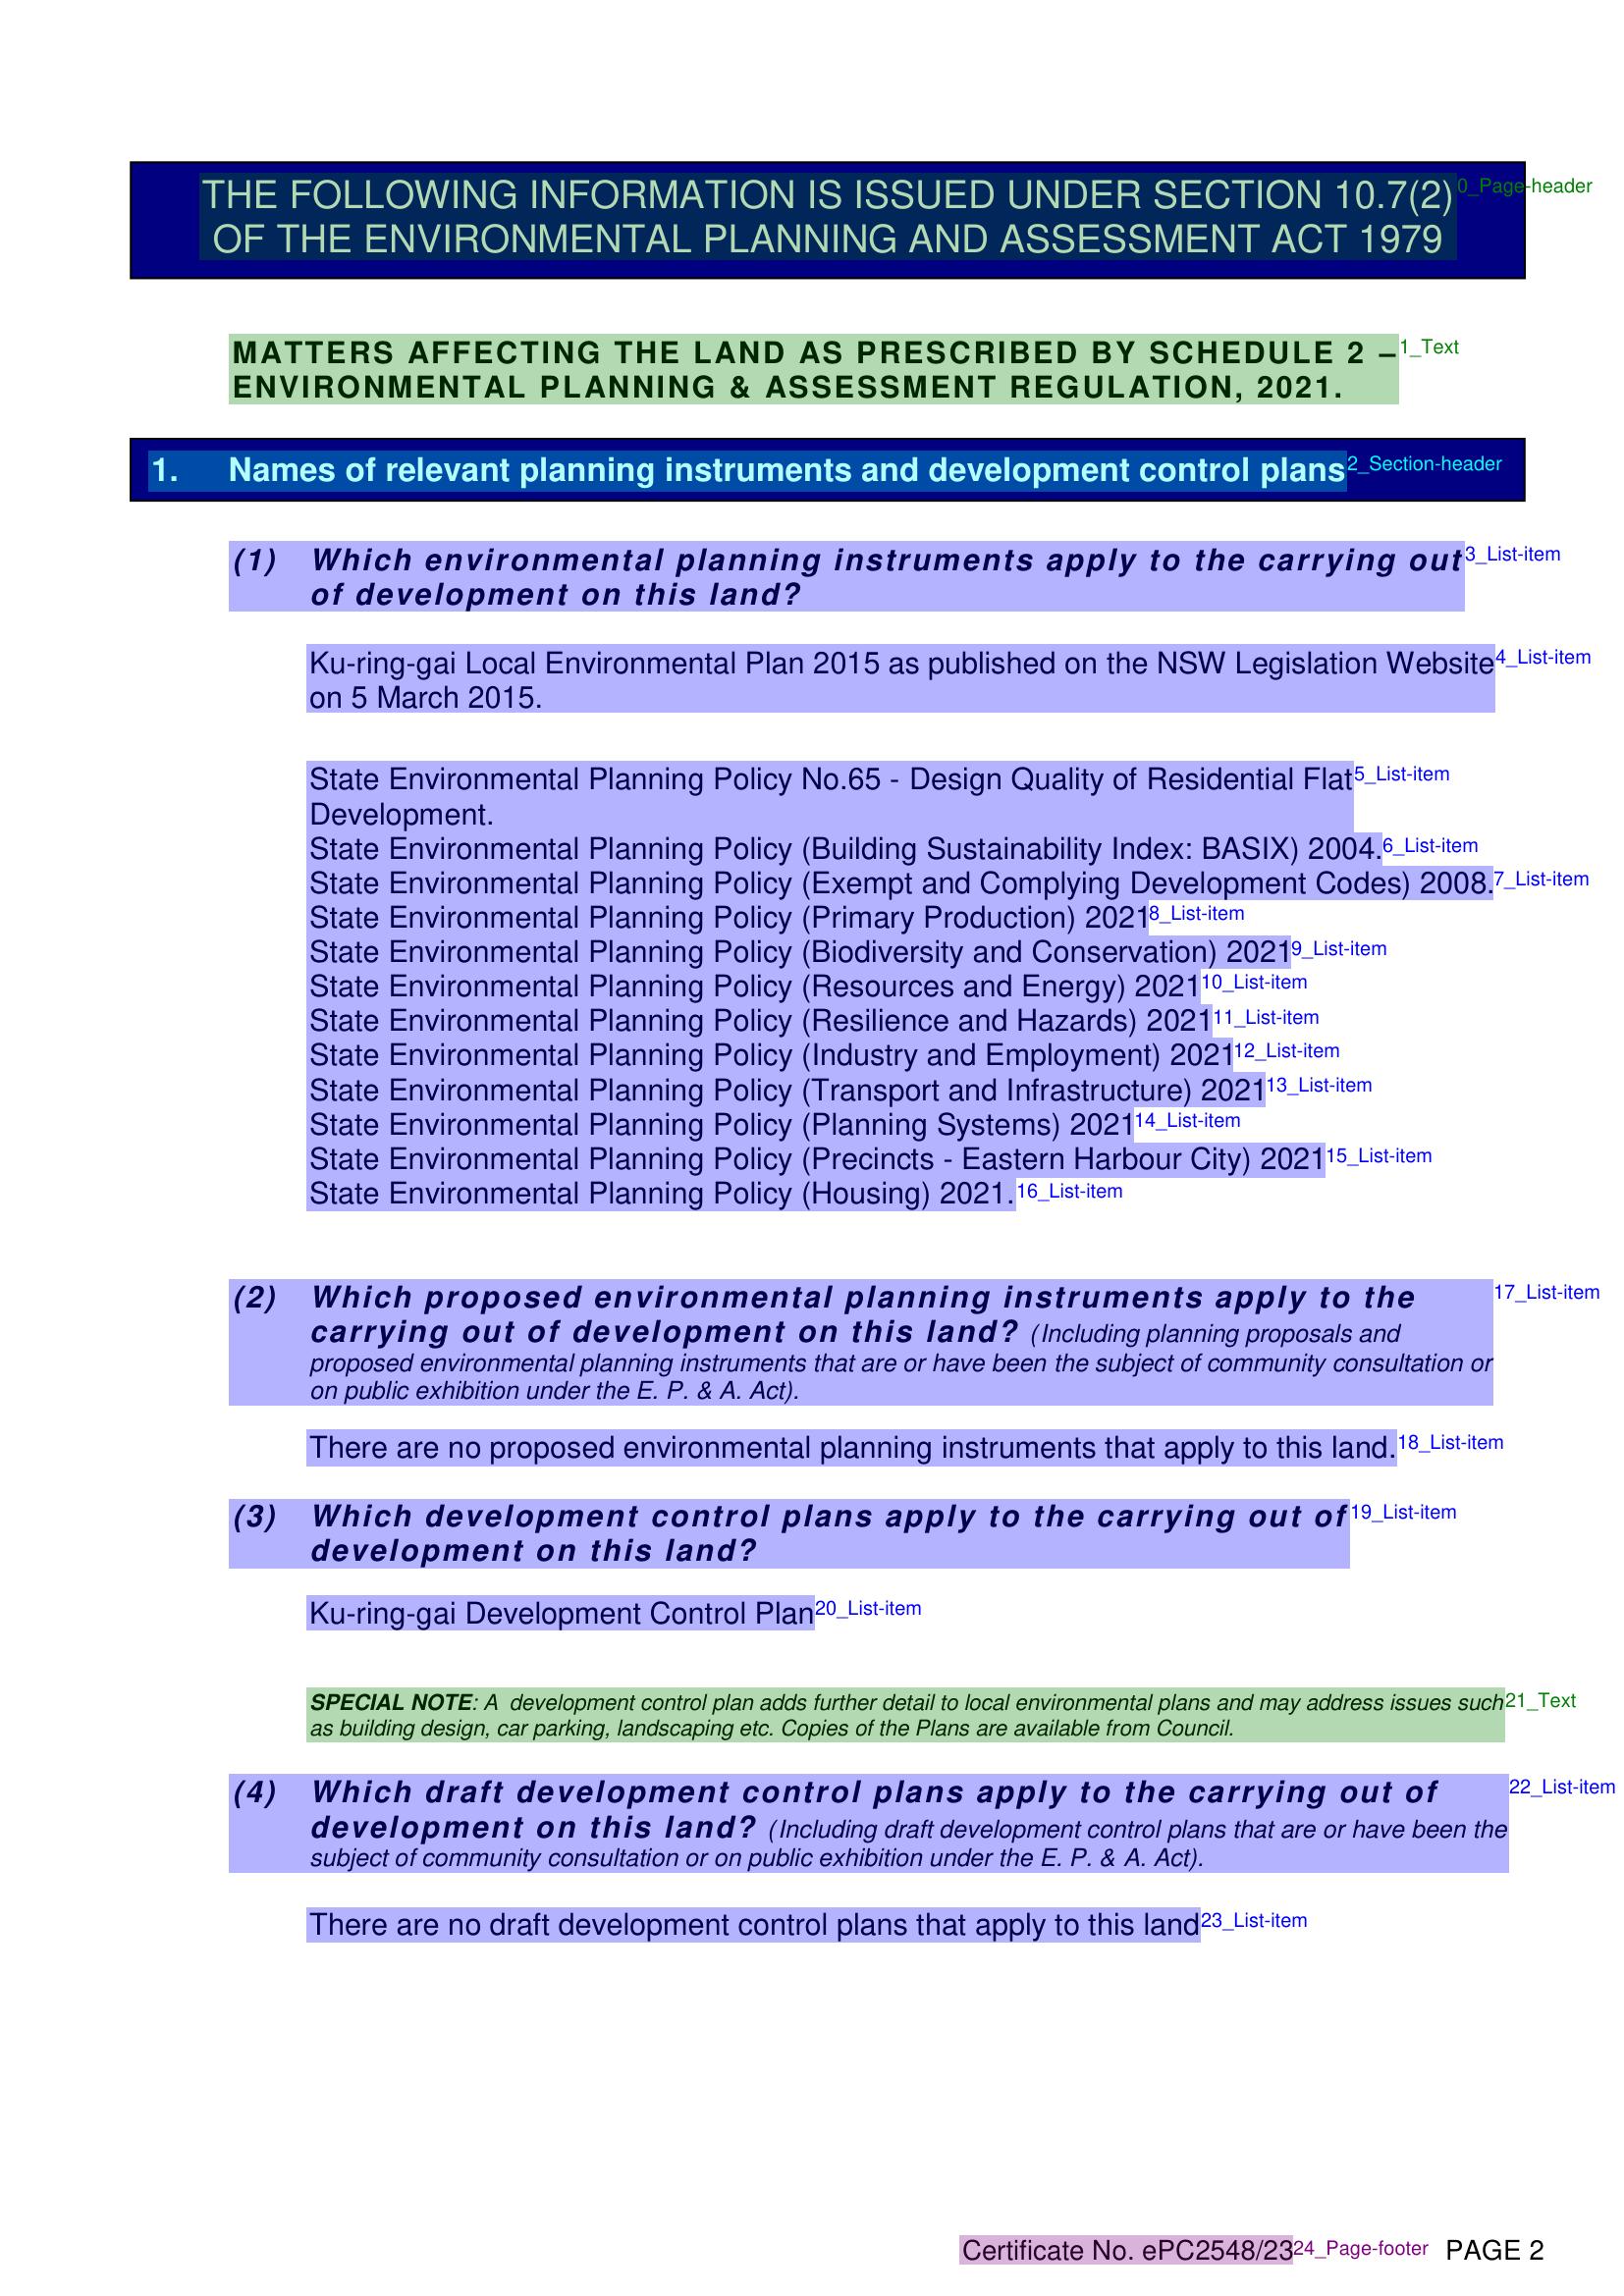 THE FOLLOWING INFORMATION IS ISSUED UNDER SECTION 10.7(2) 0_Page-header
OF THE ENVIRONMENTAL PLANNING AND ASSESSMENT ACT 1979
MATTERS AFFECTING THE LAND AS PRESCRIBED BY SCHEDULE 2 – 1_Text
ENVIRONMENTAL PLANNING & ASSESSMENT REGULATION, 2021.
1. Names of relevant planning instruments and development control plans 2_Section-header
(1) Which environmental planning instruments apply to the carrying out 3_List-item
of development on this land?
Ku-ring-gai Local Environmental Plan 2015 as published on the NSW Legislation Website 4_List-item
on 5 March 2015.
State Environmental Planning Policy No.65 - Design Quality of Residential Flat 5_List-item
Development.
State Environmental Planning Policy (Building Sustainability Index: BASIX) 2004. 6_List-item
State Environmental Planning Policy (Exempt and Complying Development Codes) 2008. 7_List-item
State Environmental Planning Policy (Primary Production) 2021 8_List-item
State Environmental Planning Policy (Biodiversity and Conservation) 2021 9_List-item
State Environmental Planning Policy (Resources and Energy) 2021 10_List-item
State Environmental Planning Policy (Resilience and Hazards) 2021 11_List-item
State Environmental Planning Policy (Industry and Employment) 2021 12_List-item
State Environmental Planning Policy (Transport and Infrastructure) 2021 13_List-item
State Environmental Planning Policy (Planning Systems) 2021 14_List-item
State Environmental Planning Policy (Precincts - Eastern Harbour City) 2021 15_List-item
State Environmental Planning Policy (Housing) 2021. 16_List-item
(2) Which proposed environmental planning instruments apply to the 17_List-item
carrying out of development on this land? (Including planning proposals and
proposed environmental planning instruments that are or have been the subject of community consultation or
on public exhibition under the E. P. & A. Act).
There are no proposed environmental planning instruments that apply to this land. 18_List-item
(3) Which development control plans apply to the carrying out of 19_List-item
development on this land?
Ku-ring-gai Development Control Plan 20_List-item
SPECIAL NOTE: A development control plan adds further detail to local environmental plans and may address issues such 21_Text
as building design, car parking, landscaping etc. Copies of the Plans are available from Council.
(4) Which draft development control plans apply to the carrying out of 22_List-item
development on this land? (Including draft development control plans that are or have been the
subject of community consultation or on public exhibition under the E. P. & A. Act).
There are no draft development control plans that apply to this land 23_List-item
Certificate No. ePC2548/23 24_Page-footer PAGE 2